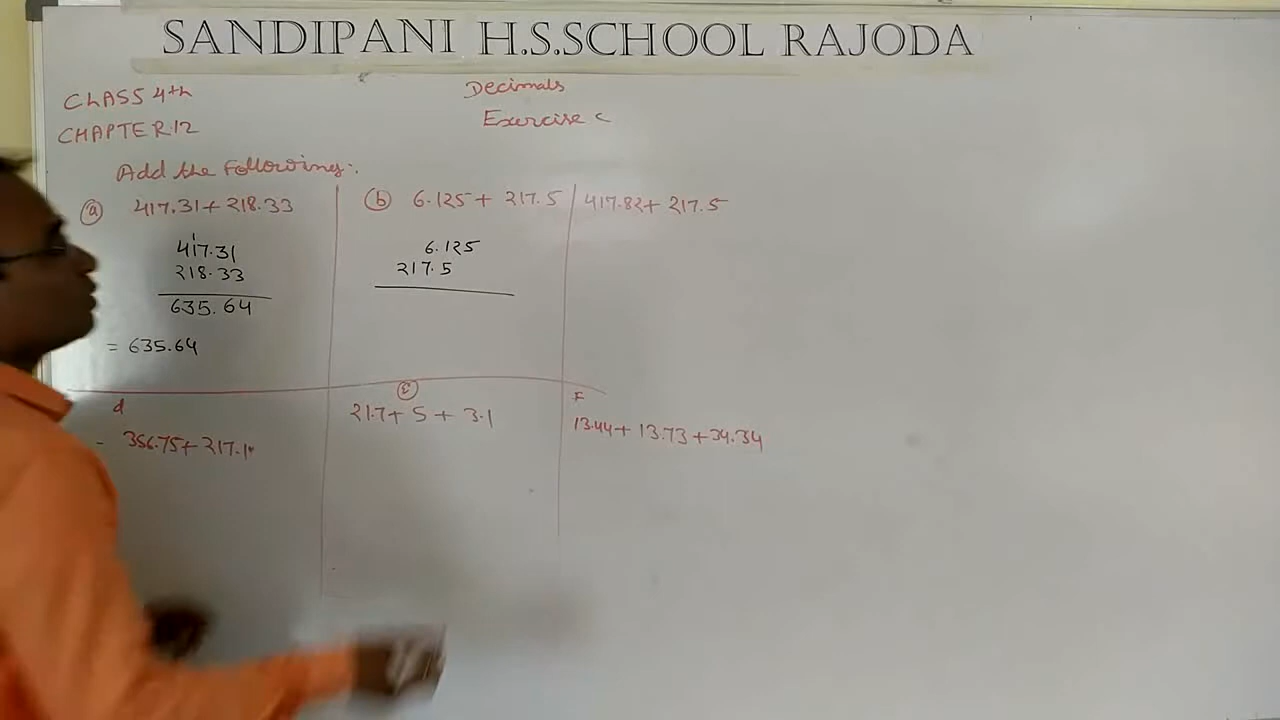 SANDIPANI H.S.SCHOOL RAJODA
CLASS 4th
Decimals
CHAPTER.12
Exercise C
Add the following:.
(a) 417.31 + 218.33
1
417.31
218.33
635.64
= 635.64
(b) 6.125 + 217.5
6.125
217.5
417.82 + 217.5
d
- 356.75 + 217.1
(E)
21.7 + 5 + 3.1
F
13.44 + 13.73 + 34.34